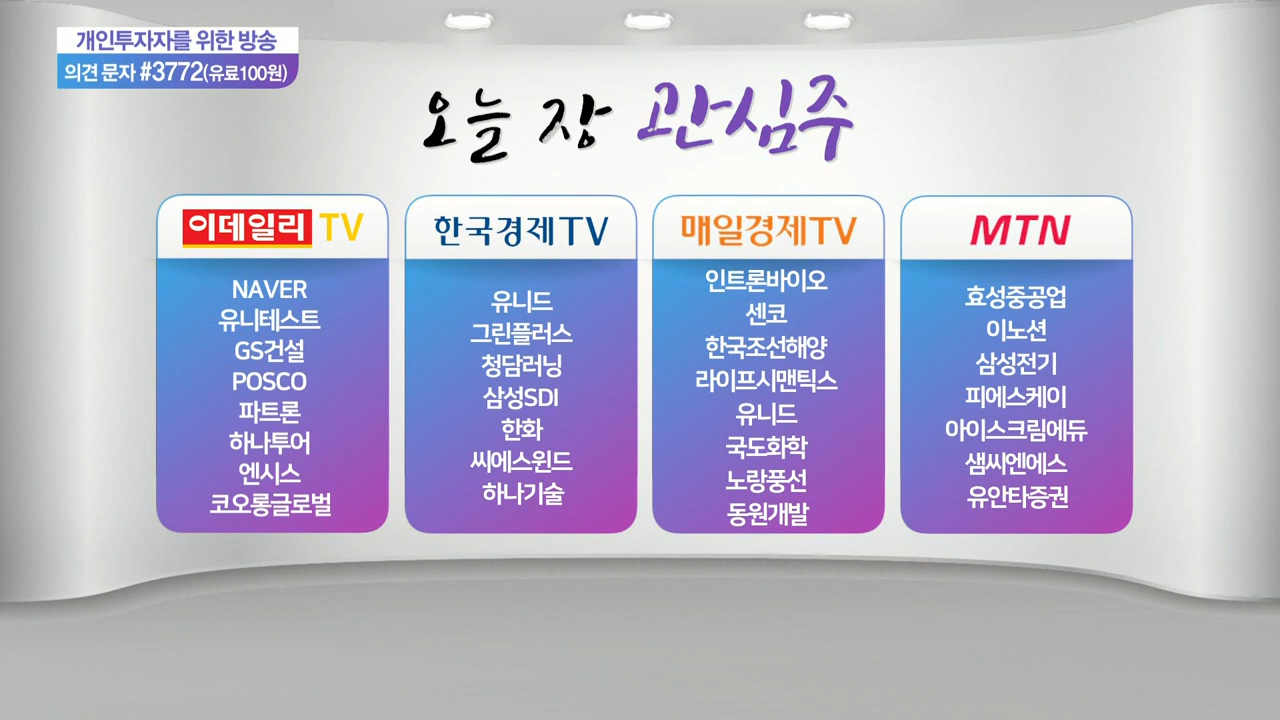 개인투자자를 위한 방송
의견 문자 #3772(유료100원)
오늘 장 관심주
이데일리 TV
NAVER
유니테스트
GS건설
POSCO
파트론
하나투어
엔시스
코오롱글로벌
한국경제TV
유니드
그린플러스
청담러닝
삼성SDI
한화
씨에스윈드
하나기술
매일경제TV
인트론바이오
센코
한국조선해양
라이프시맨틱스
유니드
국도화학
노랑풍선
동원개발
MTN
효성중공업
이노션
삼성전기
피에스케이
아이스크림에듀
샘씨엔에스
유안타증권